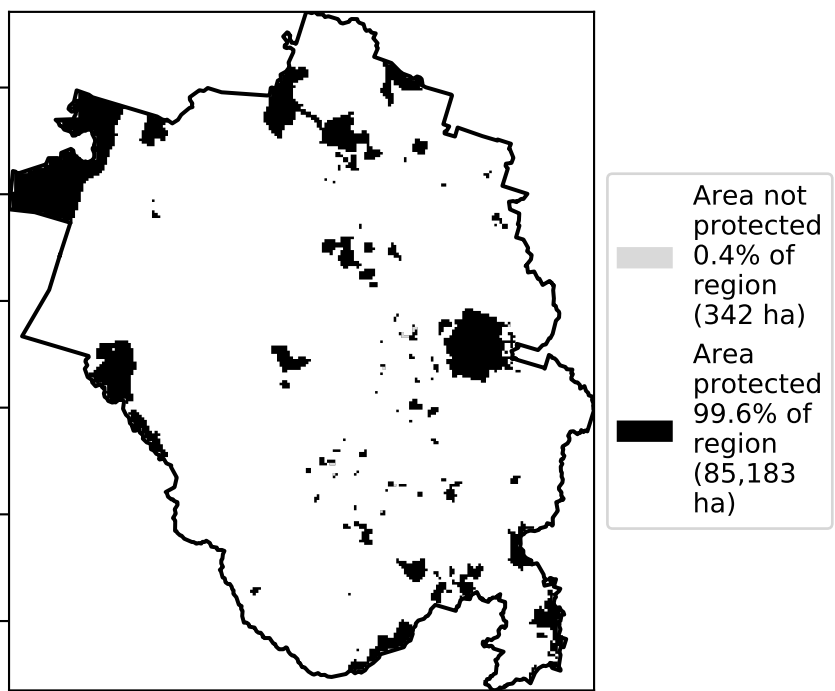 Area not
protected
0.4% of
region
(342 ha)
Area
protected
99.6% of
region
(85,183
ha)